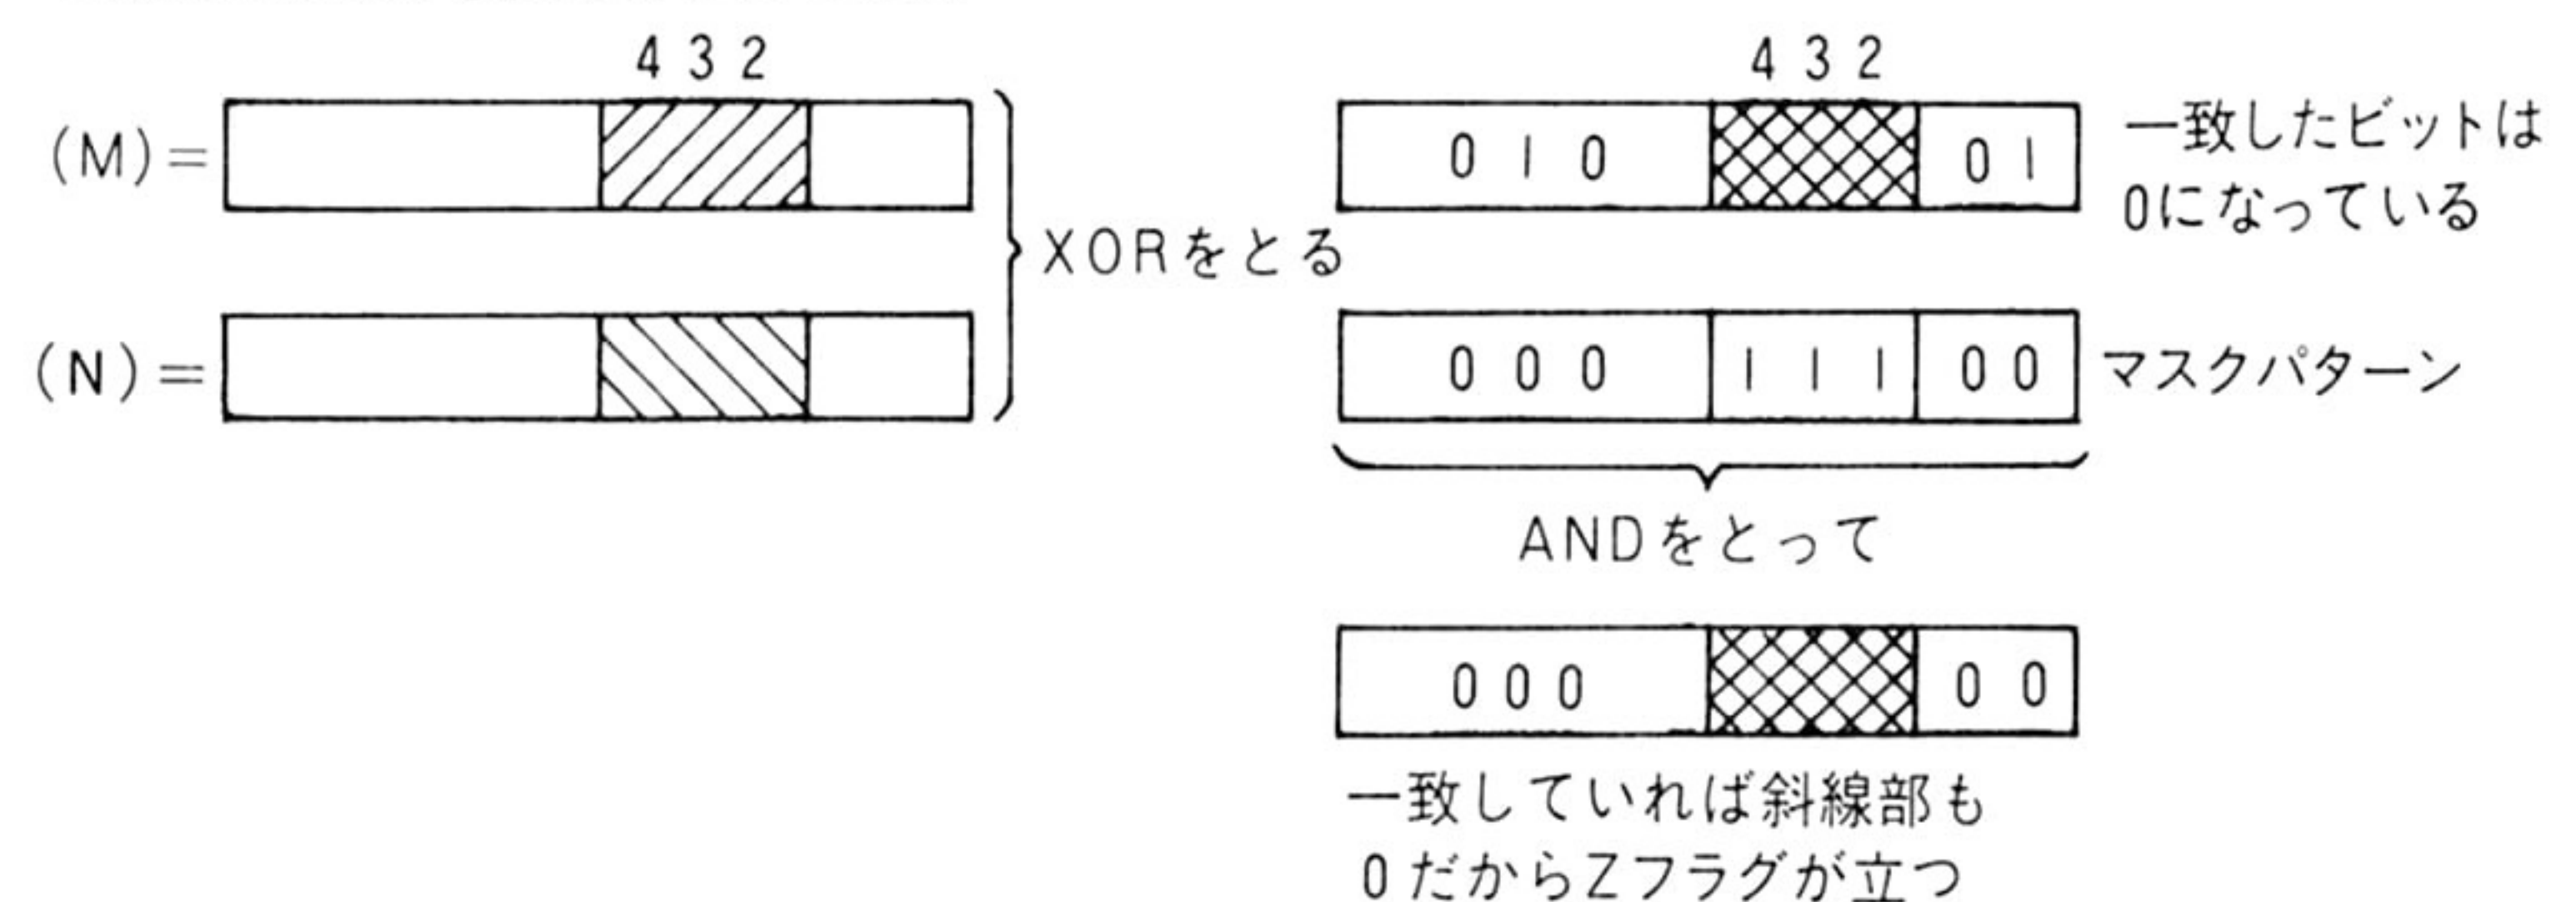 4 3 2
(M)=
(N)=
XORをとる
4 3 2
0 1 0 0 1
一致したビットは
0になっている
0 0 0 1 1 1 0 0
マスクパターン
ANDをとって
0 0 0 0 0
一致していれば斜線部も
0だからZフラグが立つ